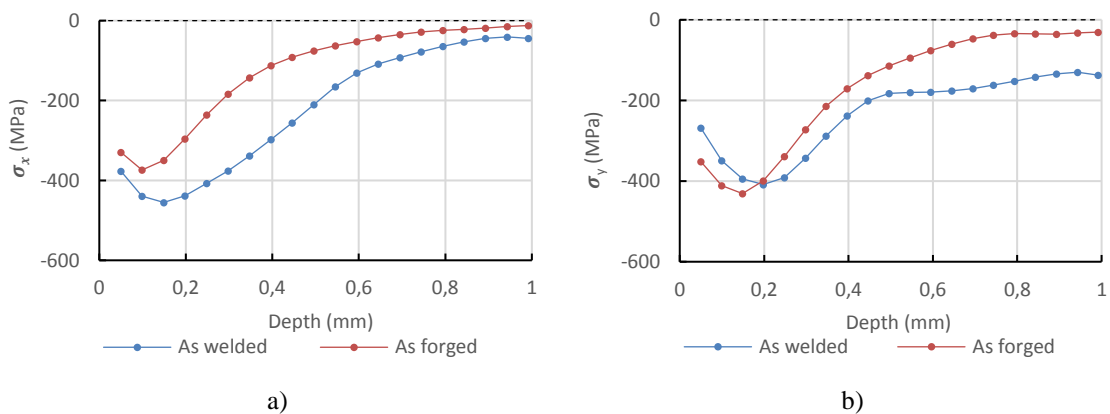 0
-200
-400
-600
σx (MPa)
0 0,2 0,4 0,6 0,8 1
Depth (mm)
As welded As forged
a)
0
-200
-400
-600
σy (MPa)
0 0,2 0,4 0,6 0,8 1
Depth (mm)
As welded As forged
b)